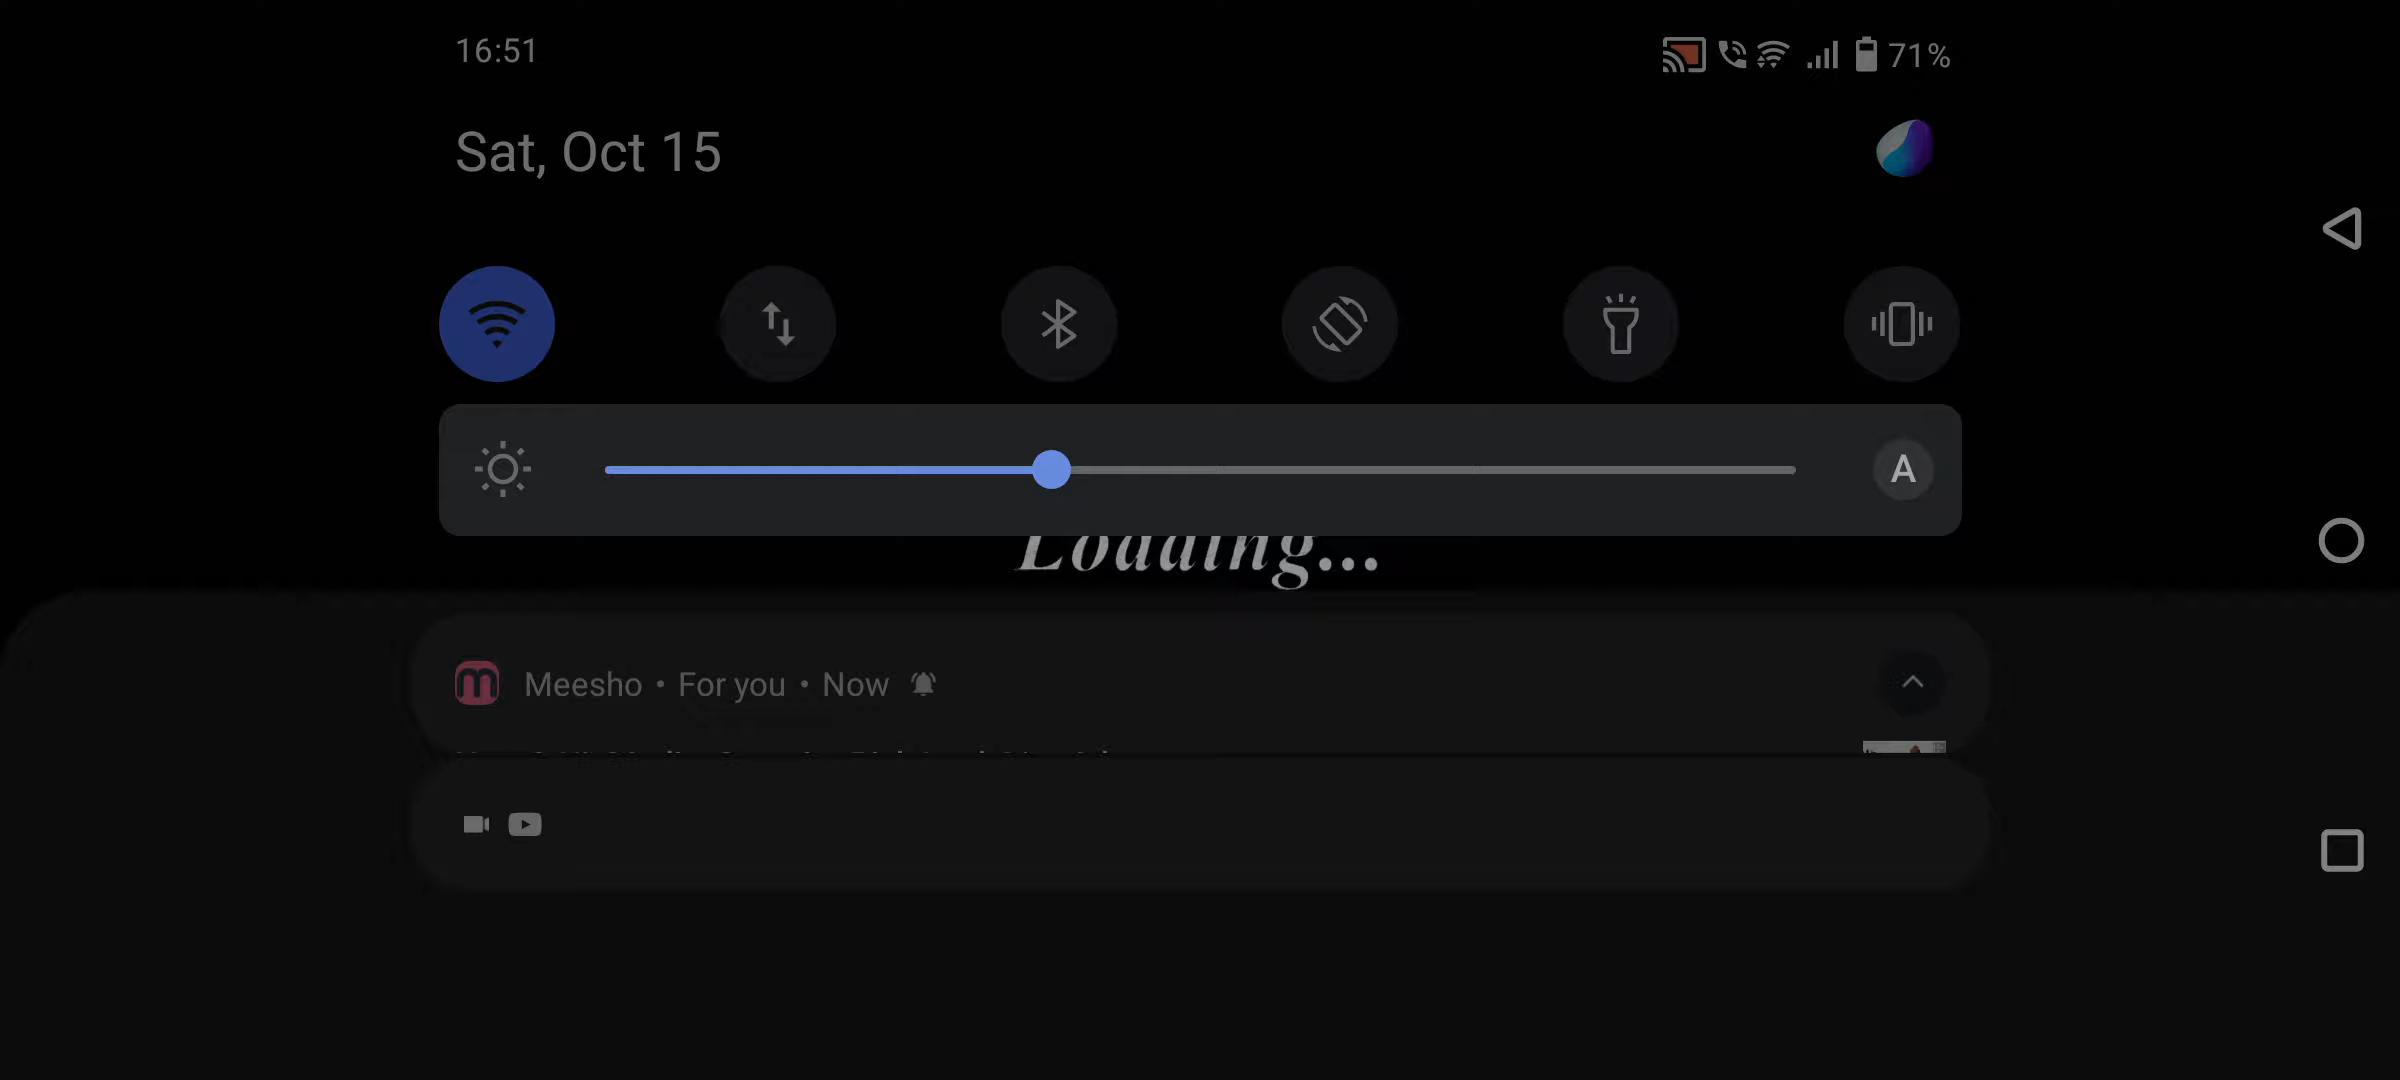 16:51
71%
Sat, Oct 15
A
Loading...
Meesho • For you • Now